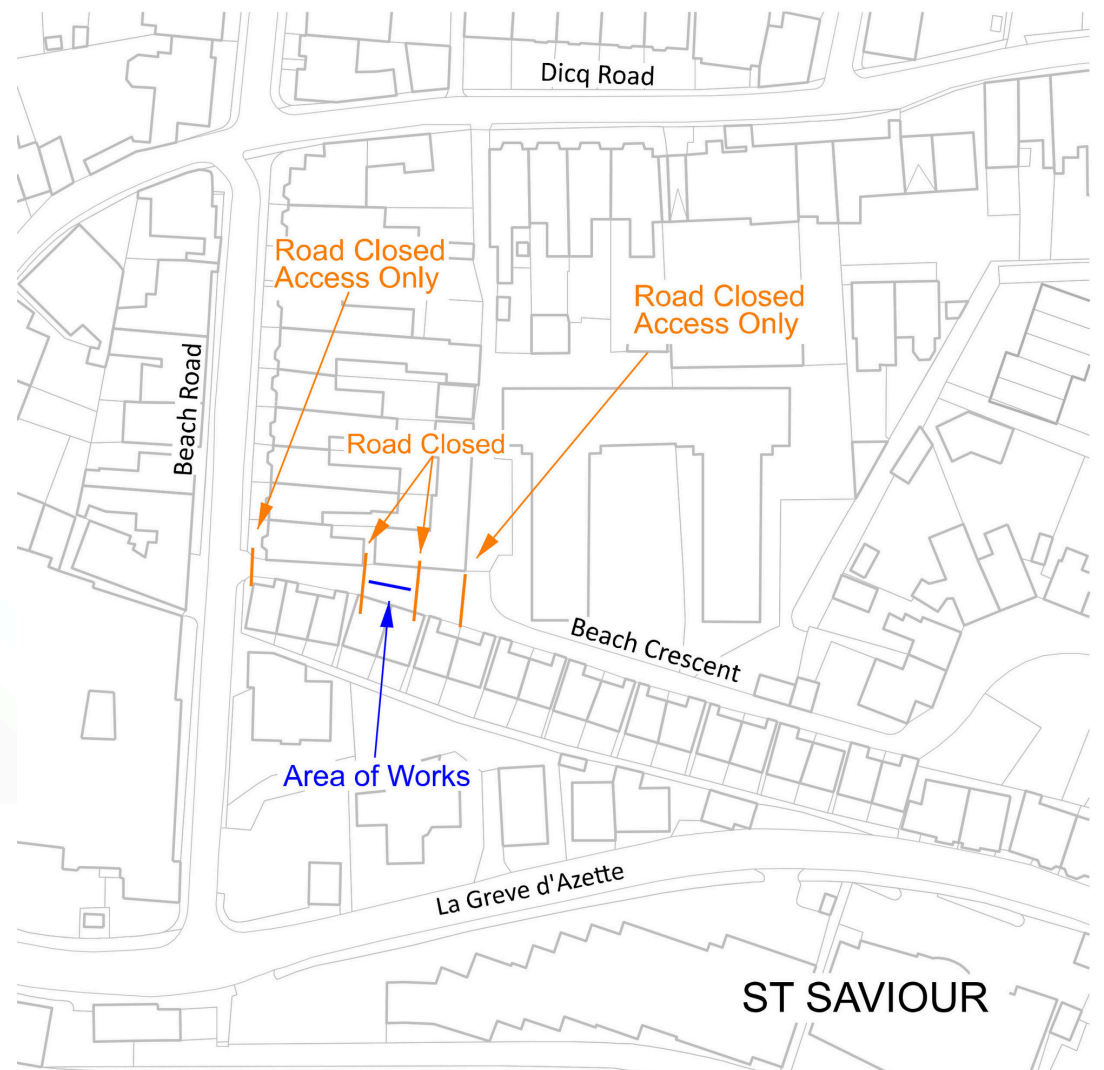 Dicq Road
Road Closed
Access Only
Road Closed
Access Only
Beach Road
Road Closed
Beach Crescent
Area of Works
La Greve d'Azette
ST SAVIOUR